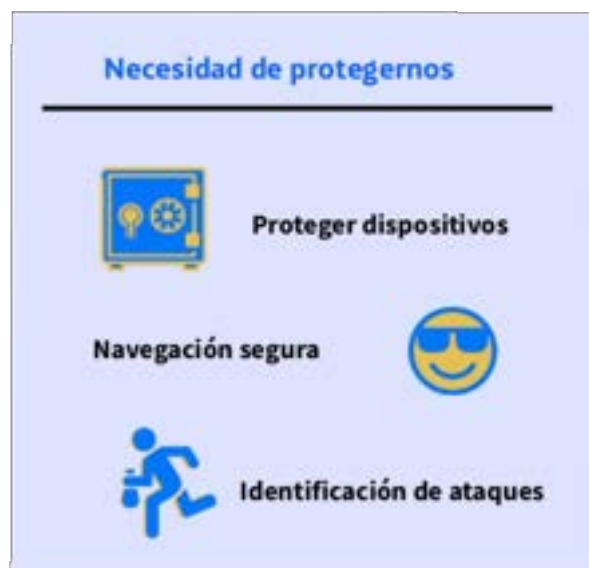 Necesidad de protegernos
Proteger dispositivos
Navegación segura
Identificación de ataques